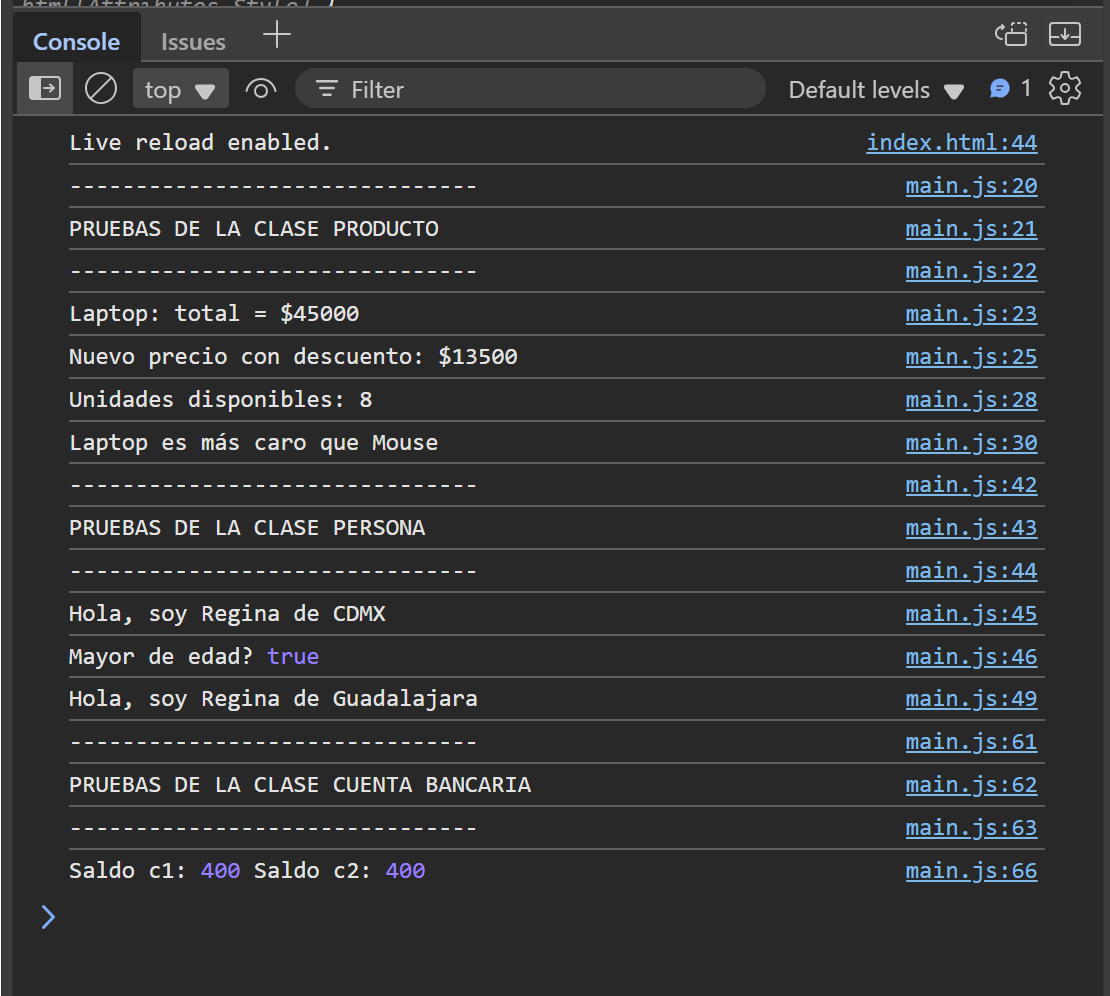 Console Issues
top Filter Default levels 1
Live reload enabled. index.html:44
------------------------------- main.js:20
PRUEBAS DE LA CLASE PRODUCTO main.js:21
------------------------------- main.js:22
Laptop: total = $45000 main.js:23
Nuevo precio con descuento: $13500 main.js:25
Unidades disponibles: 8 main.js:28
Laptop es más caro que Mouse main.js:30
------------------------------- main.js:42
PRUEBAS DE LA CLASE PERSONA main.js:43
------------------------------- main.js:44
Hola, soy Regina de CDMX main.js:45
Mayor de edad? true main.js:46
Hola, soy Regina de Guadalajara main.js:49
------------------------------- main.js:61
PRUEBAS DE LA CLASE CUENTA BANCARIA main.js:62
------------------------------- main.js:63
Saldo c1: 400 Saldo c2: 400 main.js:66